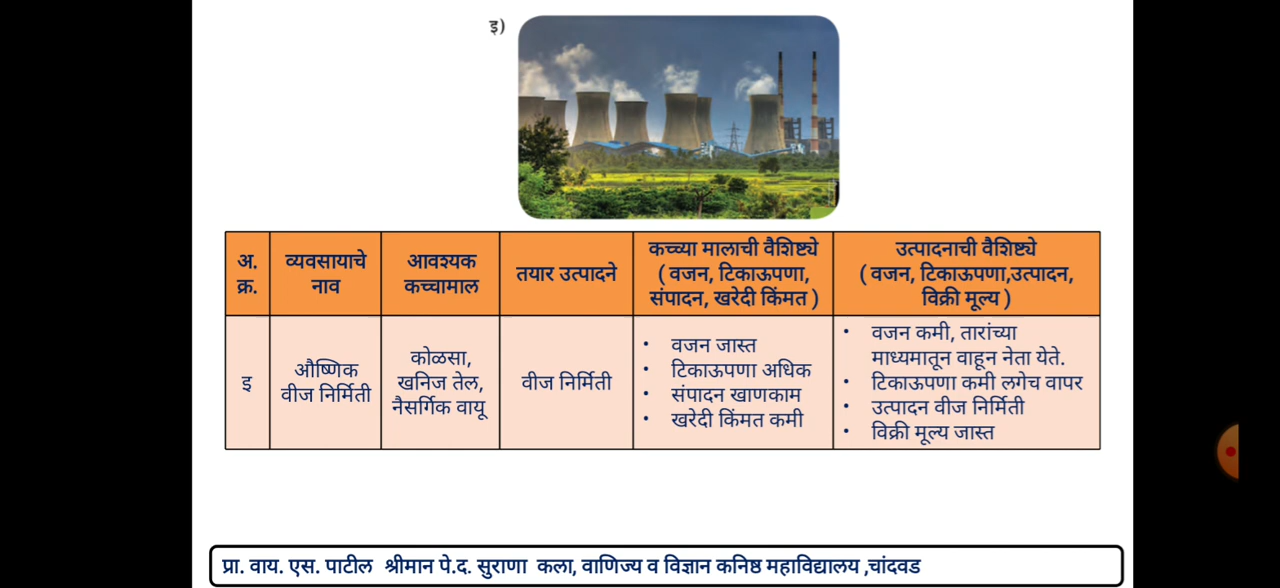 इ)
अ. क्र.
व्यवसायाचे नाव
आवश्यक कच्चामाल
तयार उत्पादने
कच्च्या मालाची वैशिष्ट्ये
( वजन, टिकाऊपणा,
संपादन, खरेदी किंमत )
उत्पादनाची वैशिष्ट्ये
( वजन, टिकाऊपणा,उत्पादन,
विक्री मूल्य )
इ
औष्णिक
वीज निर्मिती
कोळसा,
खनिज तेल,
नैसर्गिक वायू
वीज निर्मिती
• वजन जास्त
• टिकाऊपणा अधिक
• संपादन खाणकाम
• खरेदी किंमत कमी
• वजन कमी, तारांच्या
माध्यमातून वाहून नेता येते.
• टिकाऊपणा कमी लगेच वापर
• उत्पादन वीज निर्मिती
• विक्री मूल्य जास्त
प्रा. वाय. एस. पाटील श्रीमान पे.द. सुराणा कला, वाणिज्य व विज्ञान कनिष्ठ महाविद्यालय ,चांदवड